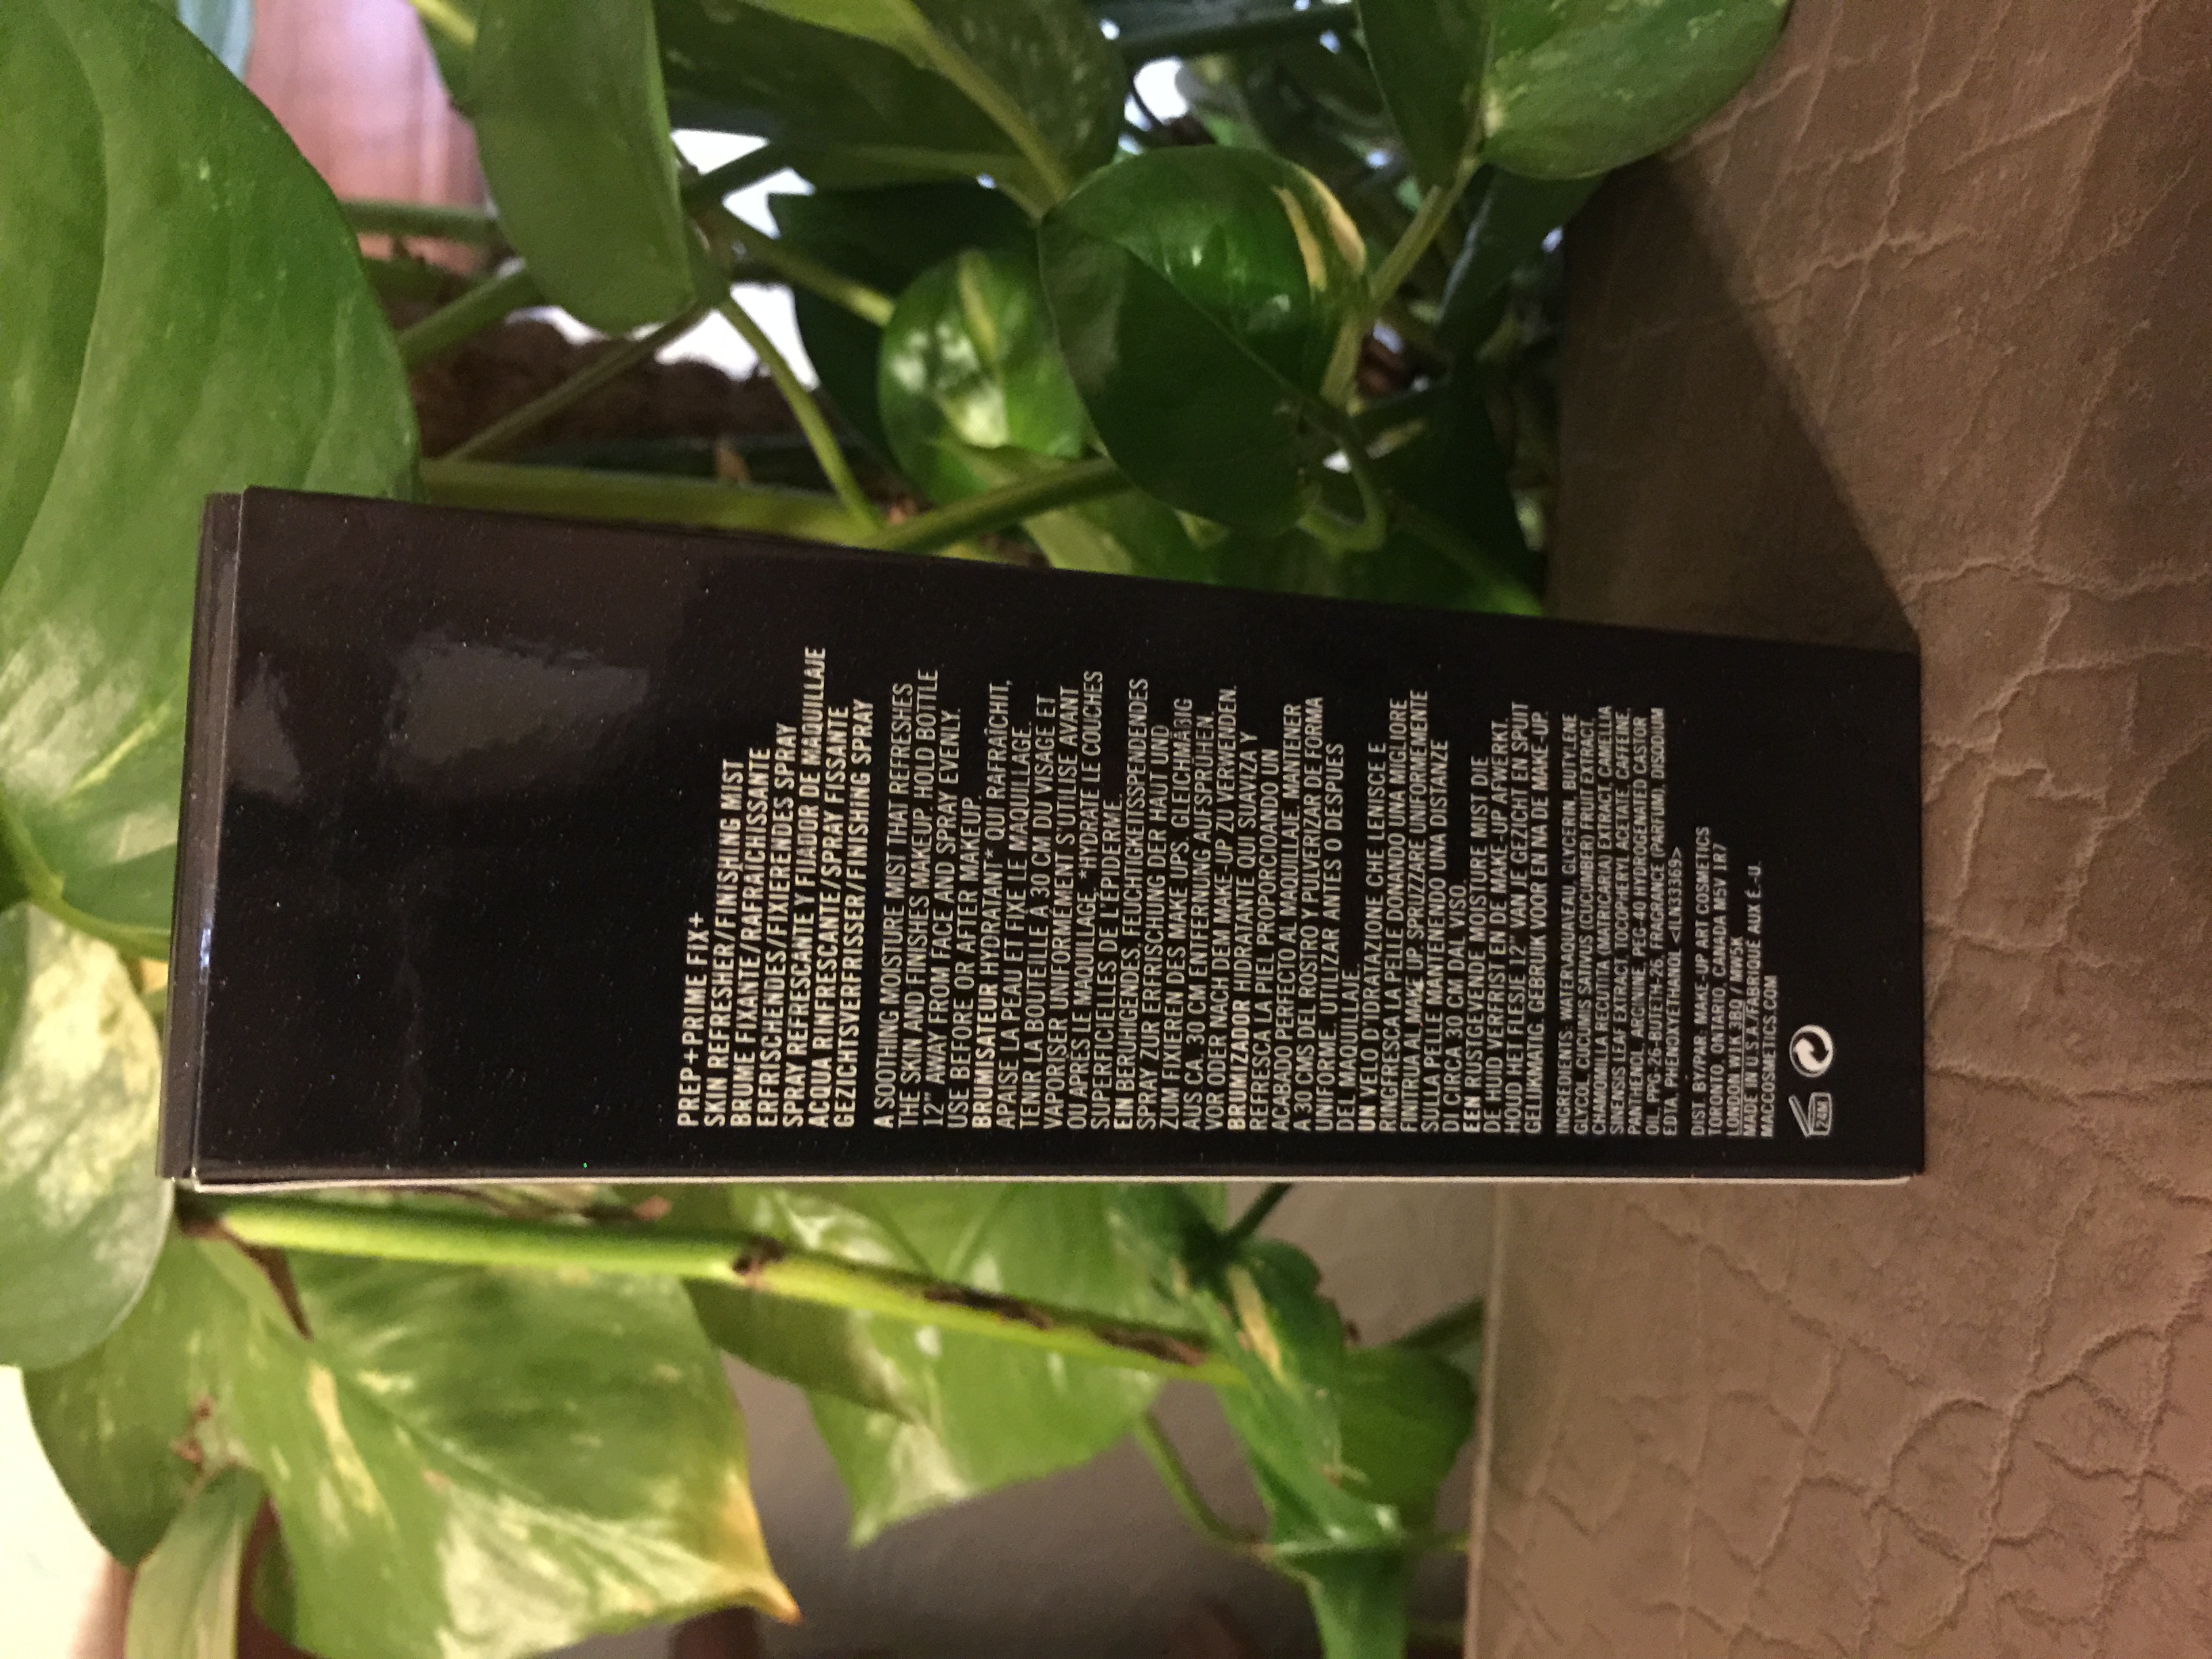 PREP+PRIME FIX+
SKIN REFRESHER/FINISHING MIST
BRUME FIXANTE/RAFRAÎCHISSANTE
ERFRISCHENDES/FIXIERENDES SPRAY
SPRAY REFRESCANTE Y FIJADOR DE MAQUILLAJE
ACQUA RINFRESCANTE/SPRAY FISSANTE
GEZICHTSVERFRISSER/FINISHING SPRAY
A SOOTHING MOISTURE MIST THAT REFRESHES
THE SKIN AND FINISHES MAKEUP. HOLD BOTTLE
12" AWAY FROM FACE AND SPRAY EVENLY.
USE BEFORE OR AFTER MAKEUP.
BRUMISATEUR HYDRATANT* QUI RAFRAÎCHIT,
APAISE LA PEAU ET FIXE LE MAQUILLAGE.
TENIR LA BOUTEILLE À 30 CM DU VISAGE ET
VAPORISER UNIFORMÉMENT. S'UTILISE AVANT
OU APRÈS LE MAQUILLAGE. *HYDRATE LE COUCHES
SUPERFICIELLES DE L'ÉPIDERME.
EIN BERUHIGENDES, FEUCHTIGKEITSSPENDENDES
SPRAY ZUR ERFRISCHUNG DER HAUT UND
ZUM FIXIEREN DES MAKE-UPS. GLEICHMÄßIG
AUS CA. 30 CM ENTFERNUNG AUFSPRÜHEN.
VOR ODER NACH DEM MAKE-UP ZU VERWENDEN.
BRUMIZADOR HIDRATANTE QUI SUAVIZA Y
REFRESCA LA PIEL PROPORCIOANDO UN
ACABADO PERFECTO AL MAQUILLAJE. MANTENER
A 30 CMS DEL ROSTRO Y PULVERIZAR DE FORMA
UNIFORME. UTILIZAR ANTES O DESPUES
DEL MAQUILLAJE.
UN VELO D'IDRATAZIONE CHE LENISCE E
RINFRESCA LA PELLE DONANDO UNA MIGLIORE
FINITURA AL MAKE UP. SPRUZZARE UNIFORMEMENTE
SULLA PELLE MANTENENDO UNA DISTANZE
DI CIRCA 30 CM DAL VISO.
EEN RUSTGEVENDE MOISTURE MIST DIE
DE HUID VERFRIST EN DE MAKE-UP AFWERKT.
HOUD HET FLESJE 12" VAN JE GEZICHT EN SPUIT
GELIJKMATIG. GEBRUIK VOOR EN NA DE MAKE-UP.
INGREDIENTS: WATER\AQUA\EAU, GLYCERIN, BUTYLENE
GLYCOL, CUCUMIS SATIVUS (CUCUMBER) FRUIT EXTRACT,
CHAMOMILLA RECUTITA (MATRICARIA) EXTRACT, CAMELLIA
SINENSIS LEAF EXTRACT, TOCOPHERYL ACETATE, CAFFEINE,
PANTHENOL, ARGININE, PEG-40 HYDROGENATED CASTOR
OIL, PPG-26-BUTETH-26, FRAGRANCE (PARFUM), DISODIUM
EDTA, PHENOXYETHANOL <ILN33369>
DIST. BY/PAR: MAKE-UP ART COSMETICS
TORONTO, ONTARIO, CANADA M5V 1R7
LONDON W1K 3BQ / MW5K
MADE IN U.S.A./FABRIQUÉ AUX É.-U.
MACCOSMETICS.COM
24M